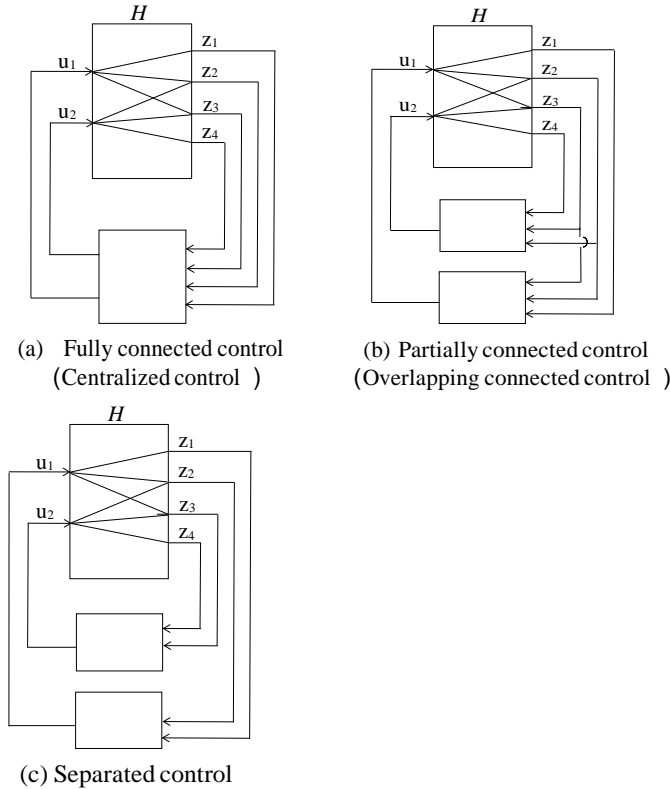 H
u1
u2
z1
z2
z3
z4
(a) Fully connected control
(Centralized control )
H
u1
u2
z1
z2
z3
z4
(b) Partially connected control
(Overlapping connected control )
H
u1
u2
z1
z2
z3
z4
(c) Separated control